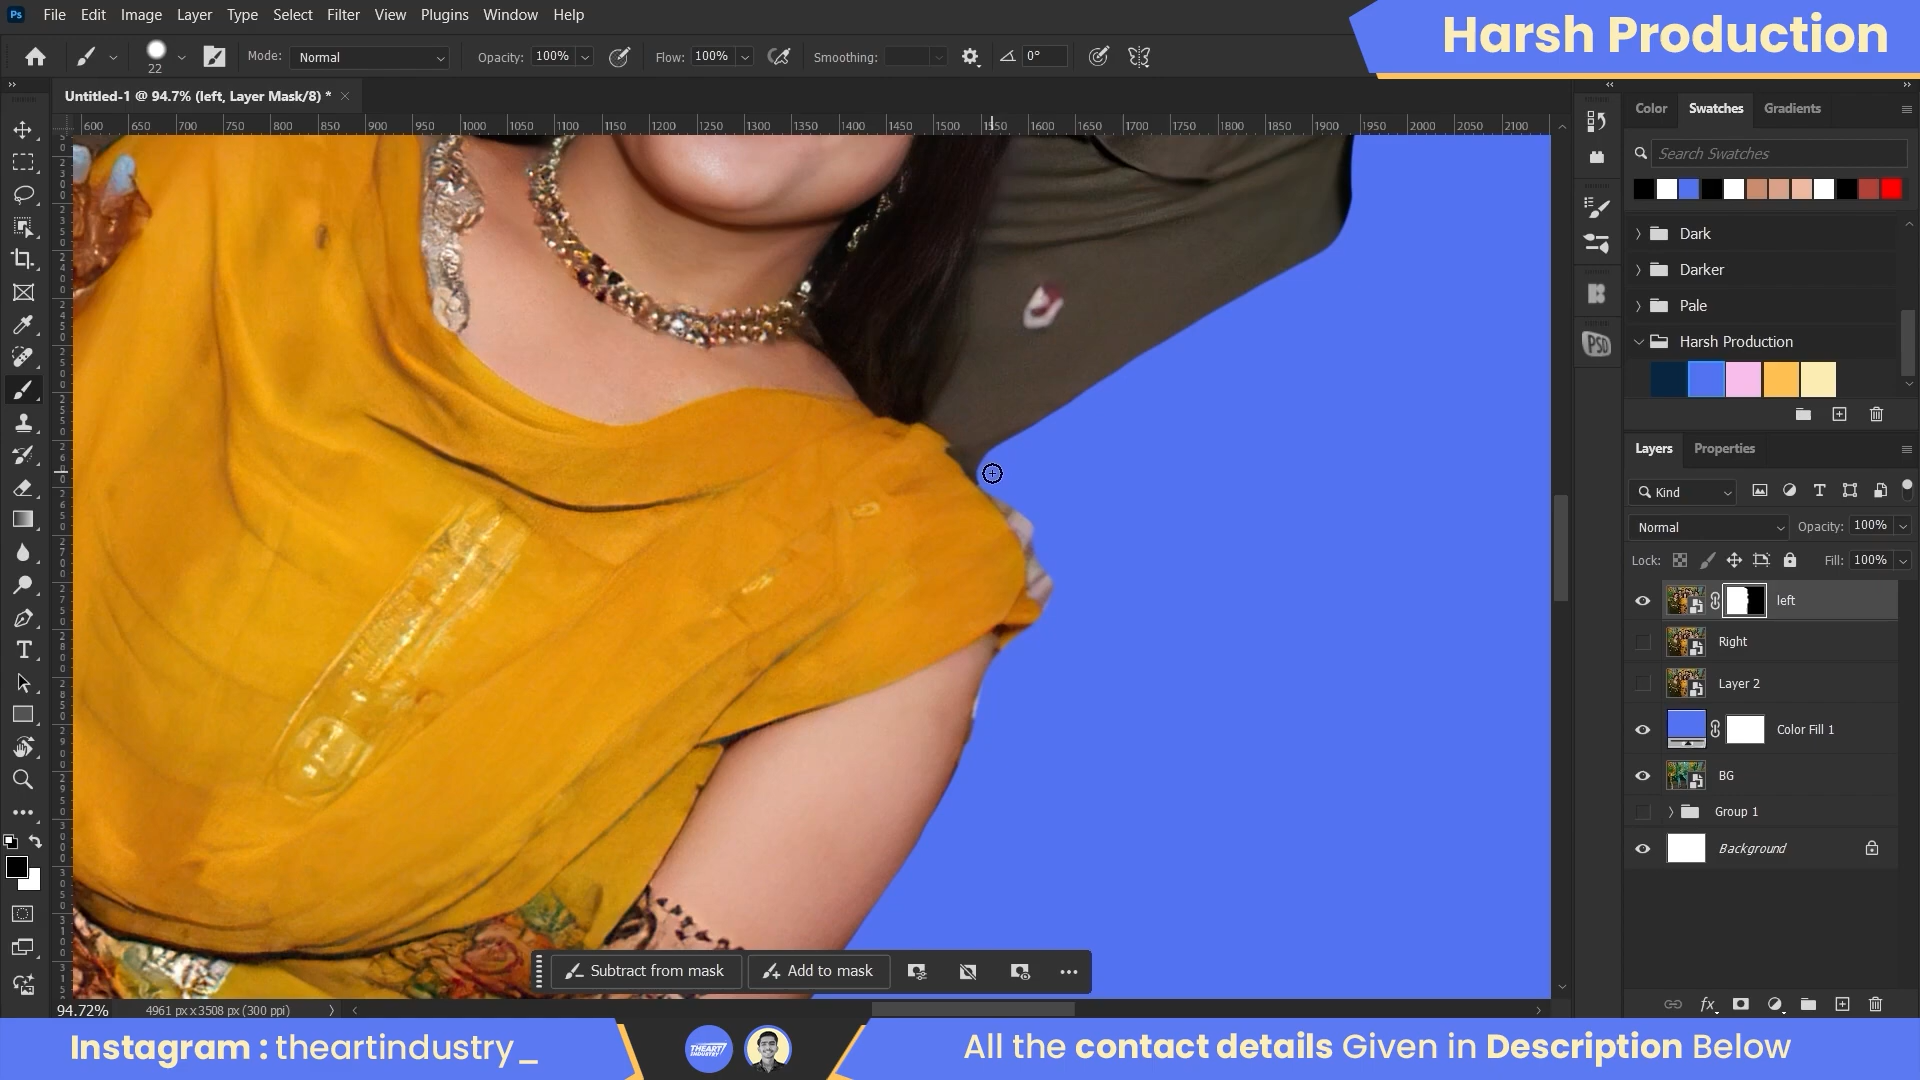 Ps File Edit Image Layer Type Select Filter View Plugins Window Help
Harsh Production
22 Mode: Normal Opacity: 100% Flow: 100% Smoothing: 0°
Untitled-1 @ 94.7% (left, Layer Mask/8) * ×
600 650 700 750 800 850 900 950 1000 1050 1100 1150 1200 1250 1300 1350 1400 1450 1500 1550 1600 1650 1700 1750 1800 1850 1900 1950 2000 2050 2100
Color Swatches Gradients
Search Swatches
Dark
Darker
Pale
Harsh Production
PSD
Layers Properties
Kind
Normal Opacity: 100%
Lock: Fill: 100%
left
Right
Layer 2
Color Fill 1
BG
Group 1
Background
Subtract from mask Add to mask
94.72% 4961 px x 3508 px (300 ppi)
Instagram : theartindustry_
THEART INDUSTRY
All the contact details Given in Description Below